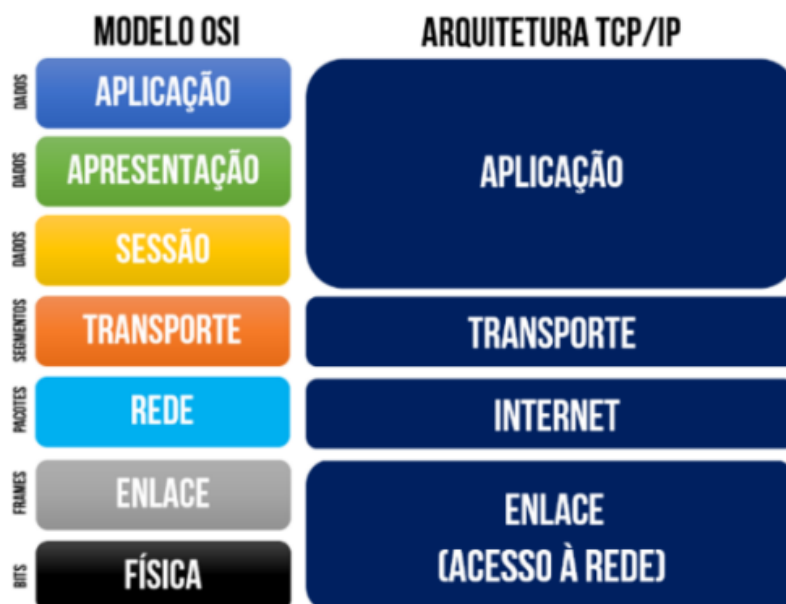 MODELO OSI
ARQUITETURA TCP/IP
DADOS
APLICAÇÃO
DADOS
APRESENTAÇÃO
DADOS
SESSÃO
APLICAÇÃO
SEGMENTOS
TRANSPORTE
TRANSPORTE
PACOTES
REDE
INTERNET
FRAMES
ENLACE
BITS
FÍSICA
ENLACE
(ACESSO À REDE)